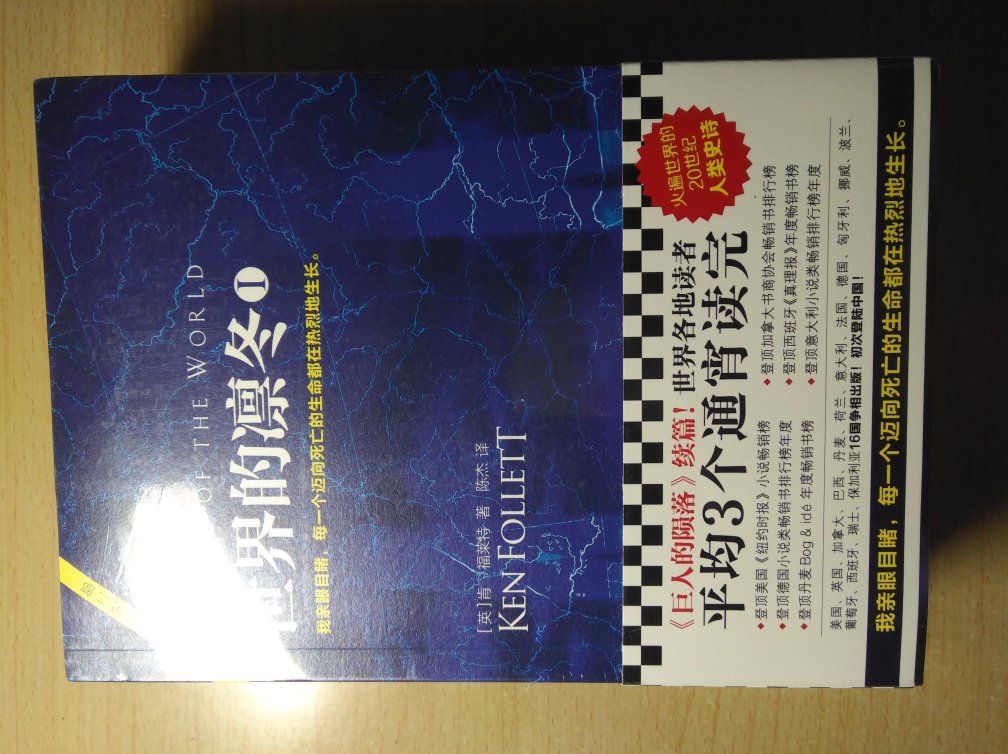 OF THE WORLD
世界的凛冬 1
我亲眼目睹，每一个迈向死亡的生命都在热烈地生长。
[英]肯·福莱特 著 陈杰 译
KEN FOLLETT
火遍世界的
20世纪
人类史诗
《巨人的陨落》续篇！世界各地读者
平均3个通宵读完
◆登顶美国《纽约时报》小说畅销榜
◆登顶加拿大书商协会畅销书排行榜
◆登顶德国小说类畅销书排行榜年度
◆登顶西班牙《真理报》年度畅销书榜
◆登顶丹麦Bog & idé 年度畅销书榜
◆登顶意大利小说类畅销排行榜年度
美国、英国、加拿大、巴西、丹麦、荷兰、意大利、法国、德国、匈牙利、挪威、波兰、
葡萄牙、西班牙、瑞士、保加利亚16国争相出版！初次登陆中国！
我亲眼目睹，每一个迈向死亡的生命都在热烈地生长。